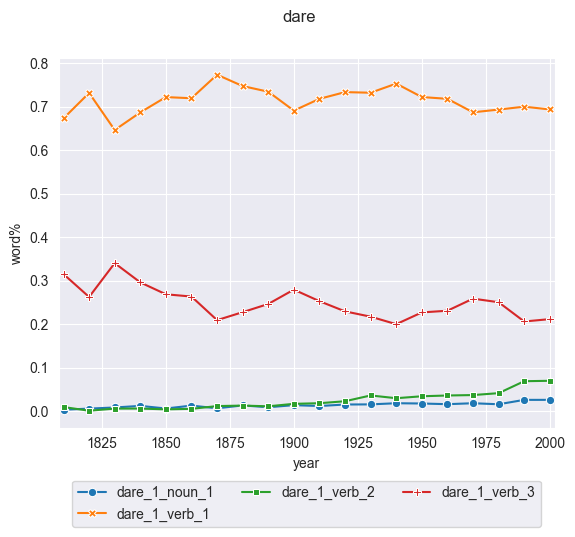 dare
0.8
0.7
0.6
0.5
0.4
0.3
0.2
0.1
0.0
word%
1825 1850 1875 1900 1925 1950 1975 2000
year
dare_1_noun_1 dare_1_verb_2 dare_1_verb_3
dare_1_verb_1